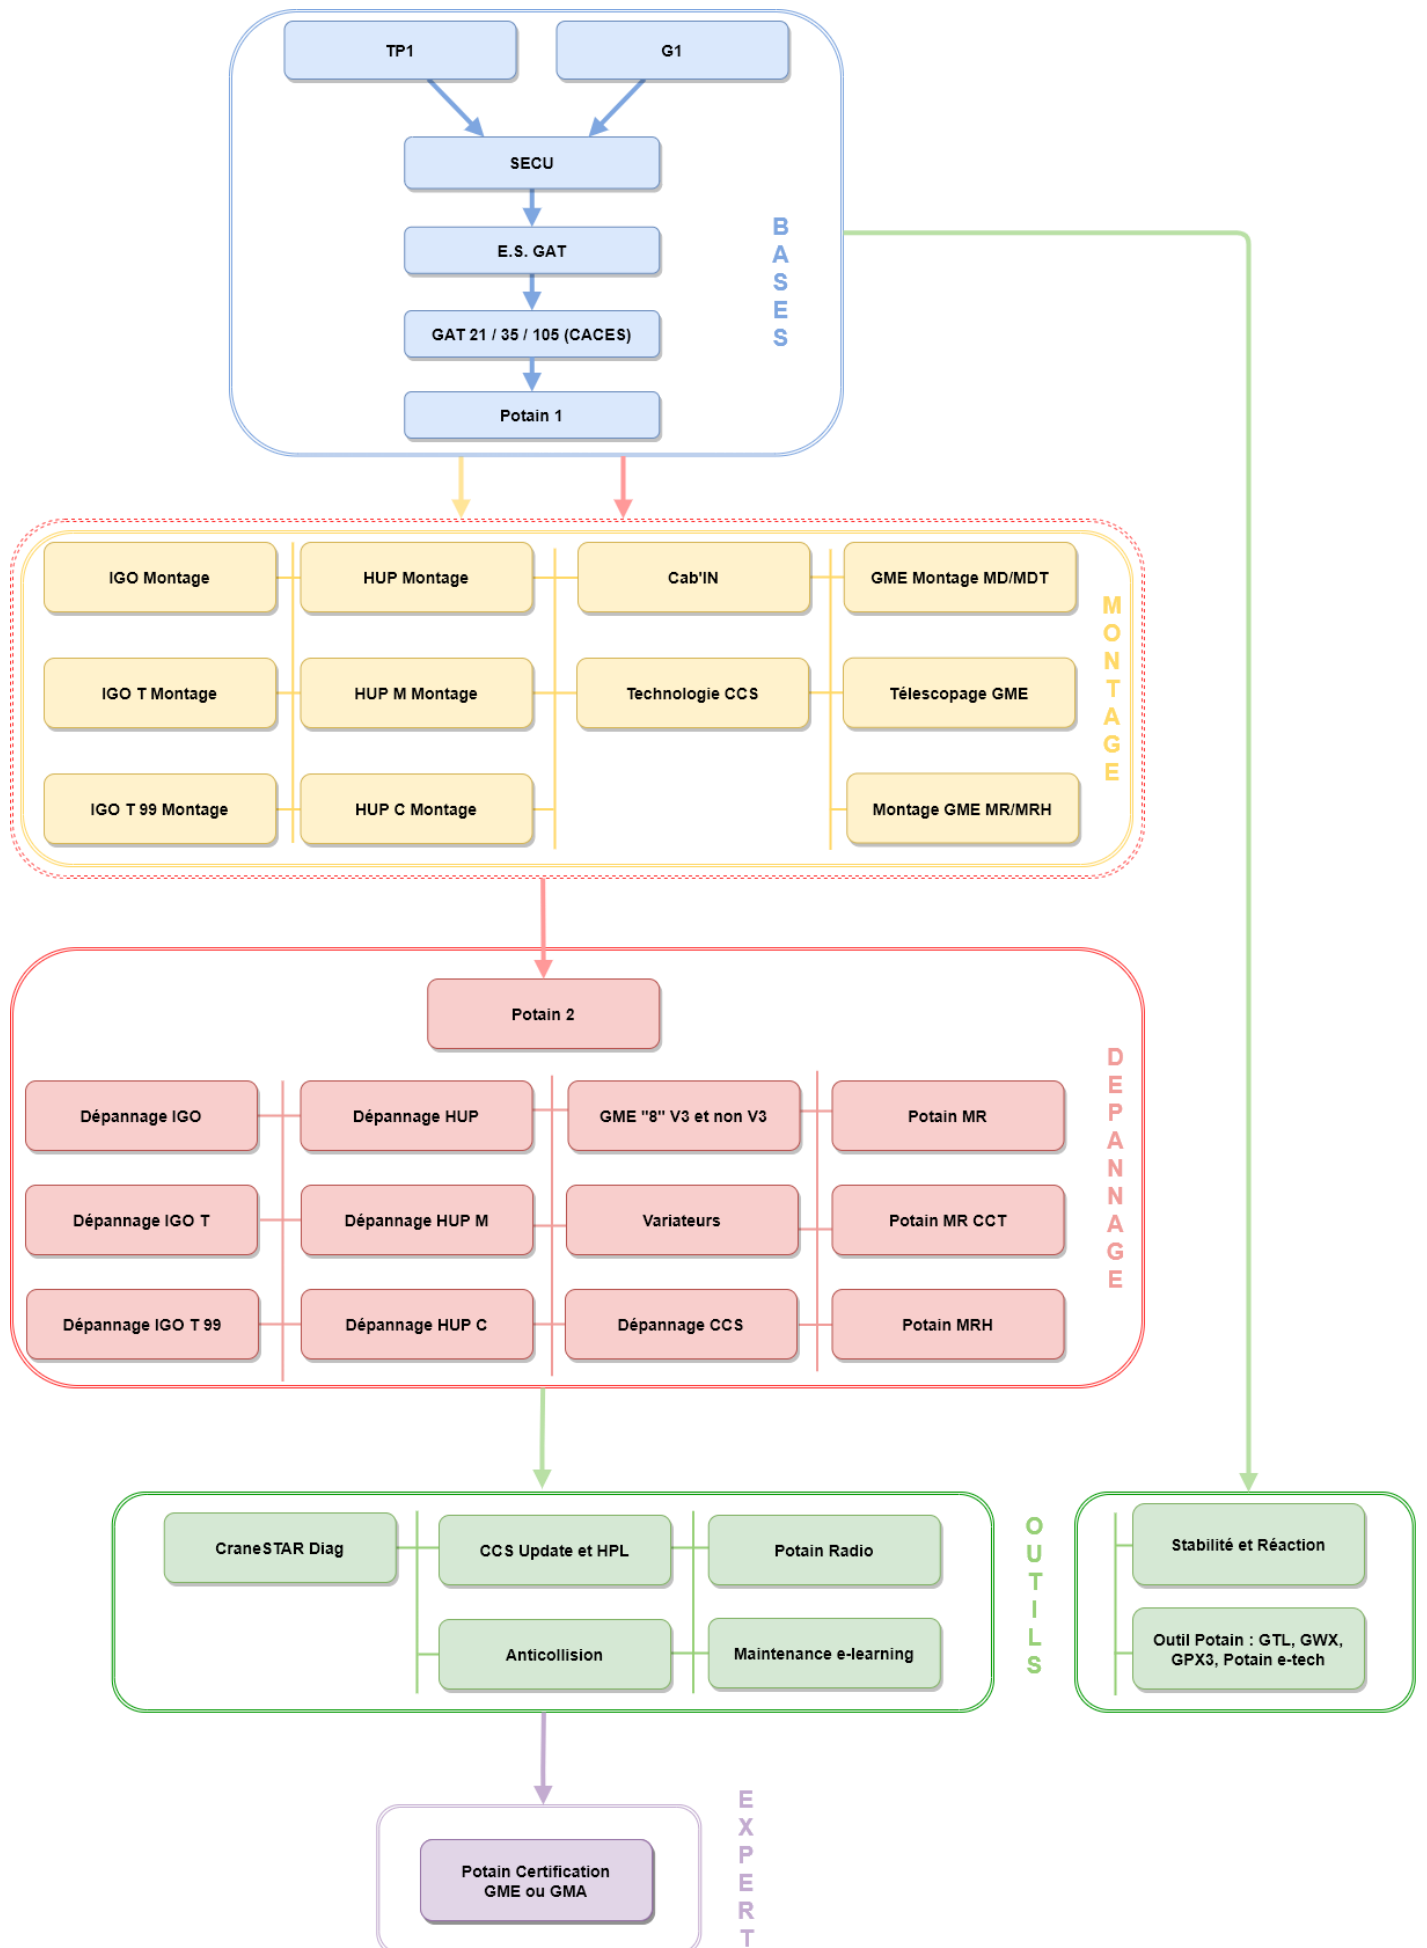 TP1
G1
SECU
E.S. GAT
GAT 21 / 35 / 105 (CACES)
Potain 1
BASES
IGO Montage
HUP Montage
Cab'IN
GME Montage MD/MDT
IGO T Montage
HUP M Montage
Technologie CCS
Télescopage GME
IGO T 99 Montage
HUP C Montage
Montage GME MR/MRH
MONTAGE
Potain 2
Dépannage IGO
Dépannage HUP
GME "8" V3 et non V3
Potain MR
Dépannage IGO T
Dépannage HUP M
Variateurs
Potain MR CCT
Dépannage IGO T 99
Dépannage HUP C
Dépannage CCS
Potain MRH
DEPANNAGE
CraneSTAR Diag
CCS Update et HPL
Potain Radio
Anticollision
Maintenance e-learning
OUTILS
Stabilité et Réaction
Outil Potain : GTL, GWX,
GPX3, Potain e-tech
Potain Certification
GME ou GMA
EXPERT